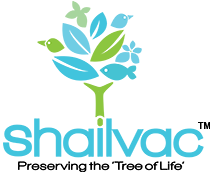 shailvac™
Preserving the 'Tree of Life'